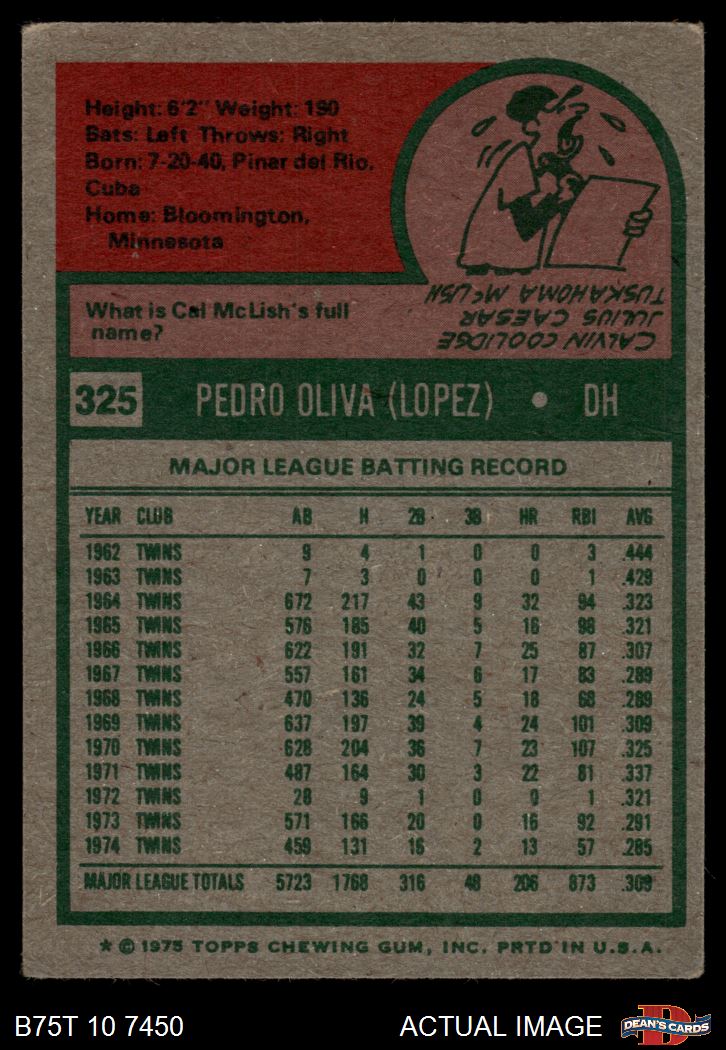 Height: 6'2" Weight: 190
Bats: Left Throws: Right
Born: 7-20-40, Pinar del Rio,
Cuba
Home: Bloomington,
Minnesota
What is Cal McLish's full
name?
CALVIN COOLIDGE
JULIUS CAESAR
TUSKAHOMA McLISH
325 PEDRO OLIVA (LOPEZ) • DH
MAJOR LEAGUE BATTING RECORD
YEAR CLUB AB H 2B 3B HR RBI AVG
1962 TWINS 9 4 1 0 0 3 .444
1963 TWINS 7 3 0 0 0 1 .429
1964 TWINS 672 217 43 9 32 94 .323
1965 TWINS 576 185 40 5 16 98 .321
1966 TWINS 622 191 32 7 25 87 .307
1967 TWINS 557 161 34 6 17 83 .289
1968 TWINS 470 136 24 5 18 68 .289
1969 TWINS 637 197 39 4 24 101 .309
1970 TWINS 628 204 36 7 23 107 .325
1971 TWINS 487 164 30 3 22 81 .337
1972 TWINS 28 9 1 0 0 1 .321
1973 TWINS 571 166 20 0 16 92 .291
1974 TWINS 459 131 16 2 13 57 .285
MAJOR LEAGUE TOTALS 5723 1768 316 48 206 873 .309
* © 1975 TOPPS CHEWING GUM, INC. PRTD IN U.S.A.
B75T 10 7450 ACTUAL IMAGE
DEAN'S CARDS